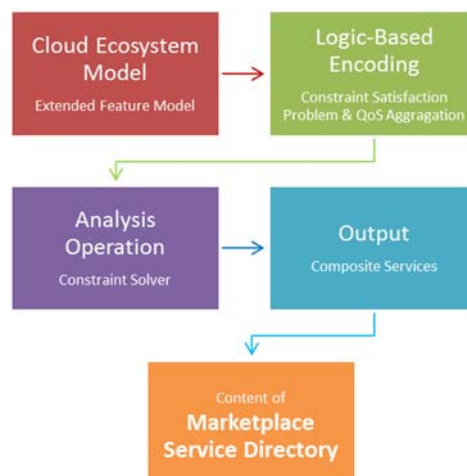 Cloud Ecosystem
Model
Extended Feature Model
Logic-Based
Encoding
Constraint Satisfaction
Problem & QoS Aggragation
Analysis
Operation
Constraint Solver
Output
Composite Services
Content of
Marketplace
Service Directory